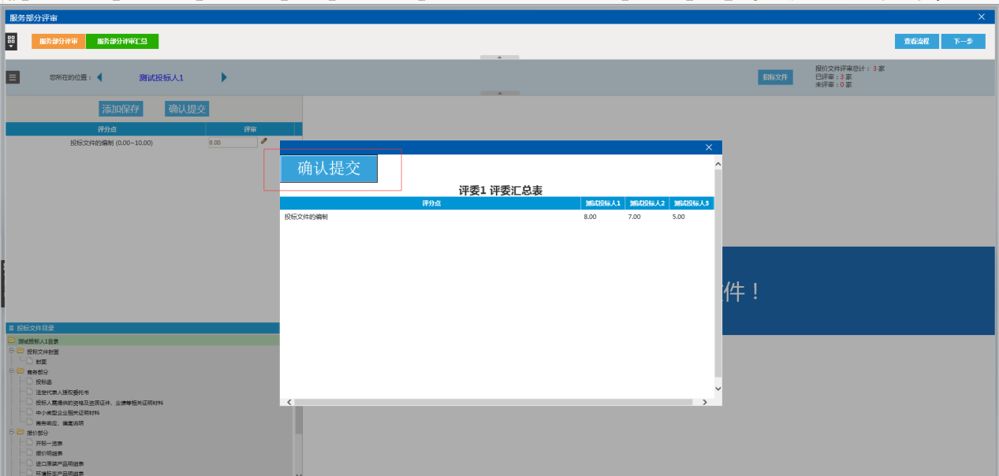 服务部分评审
服务部分评审 服务部分评审汇总 查看流程 下一步
您所在的位置： 测试投标人1 招标文件
报价文件评审总计： 3 家
已评审：3 家
未评审：0 家
添加保存 确认提交
评分点 评审
投标文件的编制 (0.00~10.00) 8.00
确认提交
评委1 评委汇总表
评分点 测试投标人1 测试投标人2 测试投标人3
投标文件的编制 8.00 7.00 5.00
件！
投标文件目录
测试投标人1目录
投标文件封面
封面
商务部分
投标函
法定代表人授权委托书
投标人需提供的资格及资质证件、业绩等相关证明材料
中小微型企业相关证明材料
商务响应、偏离说明
报价部分
开标一览表
报价明细表
进口原装产品明细表
环境标志产品明细表